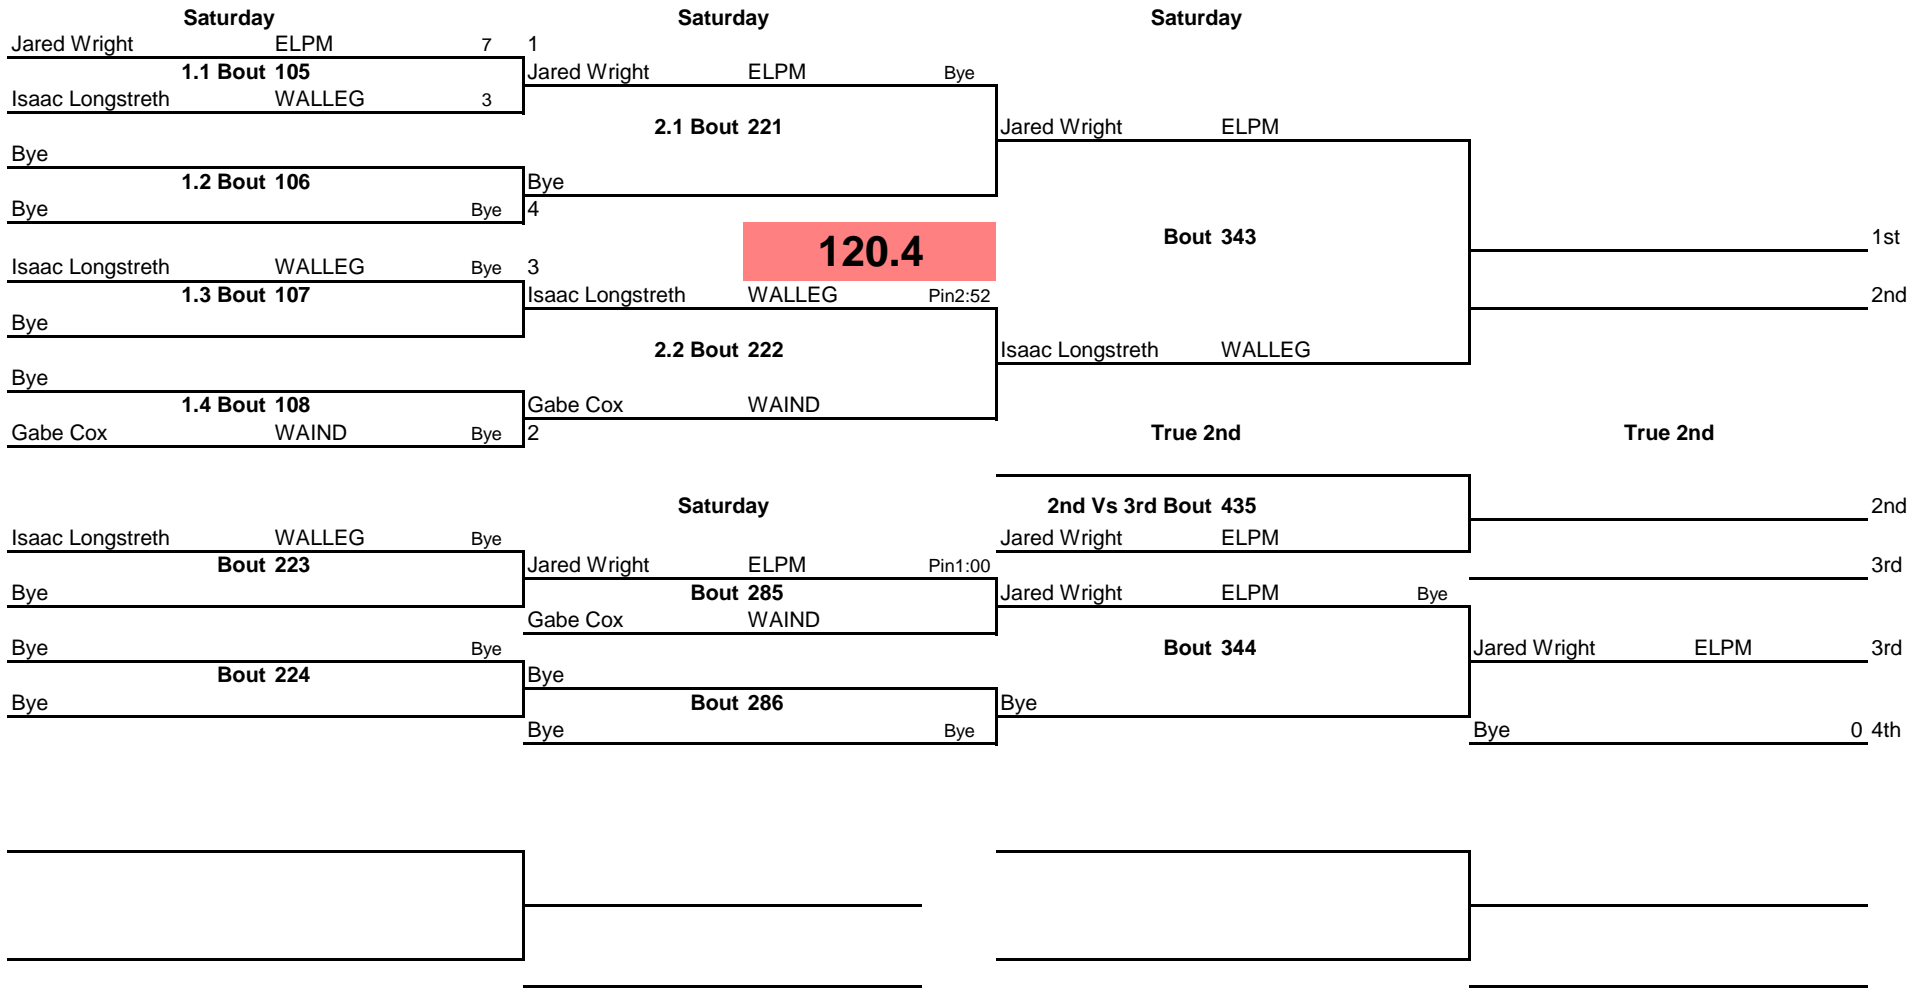 Saturday Saturday Saturday
Jared Wright ELPM 7 1
1.1 Bout 105 Jared Wright ELPM Bye
Isaac Longstreth WALLEG 3
2.1 Bout 221 Jared Wright ELPM
Bye
1.2 Bout 106 Bye
Bye Bye 4
120.4 Bout 343 1st
Isaac Longstreth WALLEG Bye 3
1.3 Bout 107 Isaac Longstreth WALLEG Pin2:52 2nd
Bye
2.2 Bout 222 Isaac Longstreth WALLEG
Bye
1.4 Bout 108 Gabe Cox WAIND
Gabe Cox WAIND Bye 2 True 2nd True 2nd
Saturday 2nd Vs 3rd Bout 435 2nd
Isaac Longstreth WALLEG Bye Jared Wright ELPM
Bout 223 Jared Wright ELPM Pin1:00 3rd
Bye Bout 285 Jared Wright ELPM Bye
Gabe Cox WAIND
Bye Bye Bout 344 Jared Wright ELPM 3rd
Bout 224 Bye
Bye Bout 286 Bye
Bye Bye Bye 0 4th